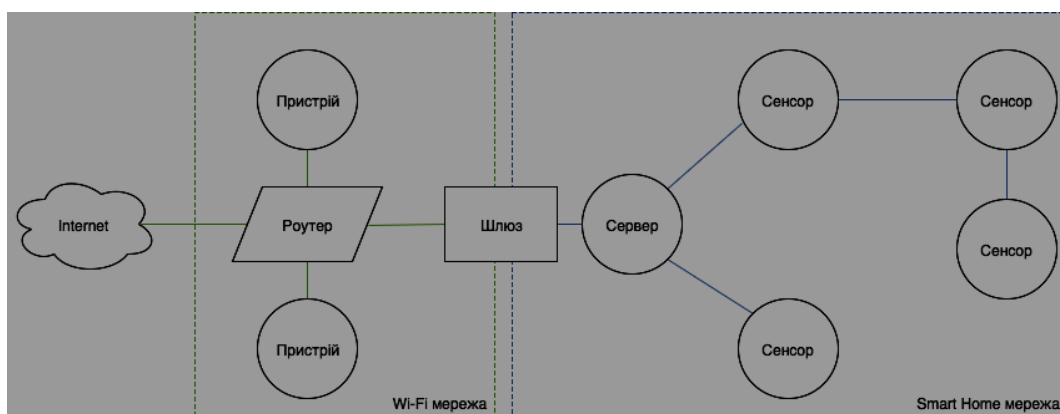 Пристрій
Сенсор
Сенсор
Internet
Роутер
Шлюз
Сервер
Сенсор
Пристрій
Сенсор
Wi-Fi мережа
Smart Home мережа